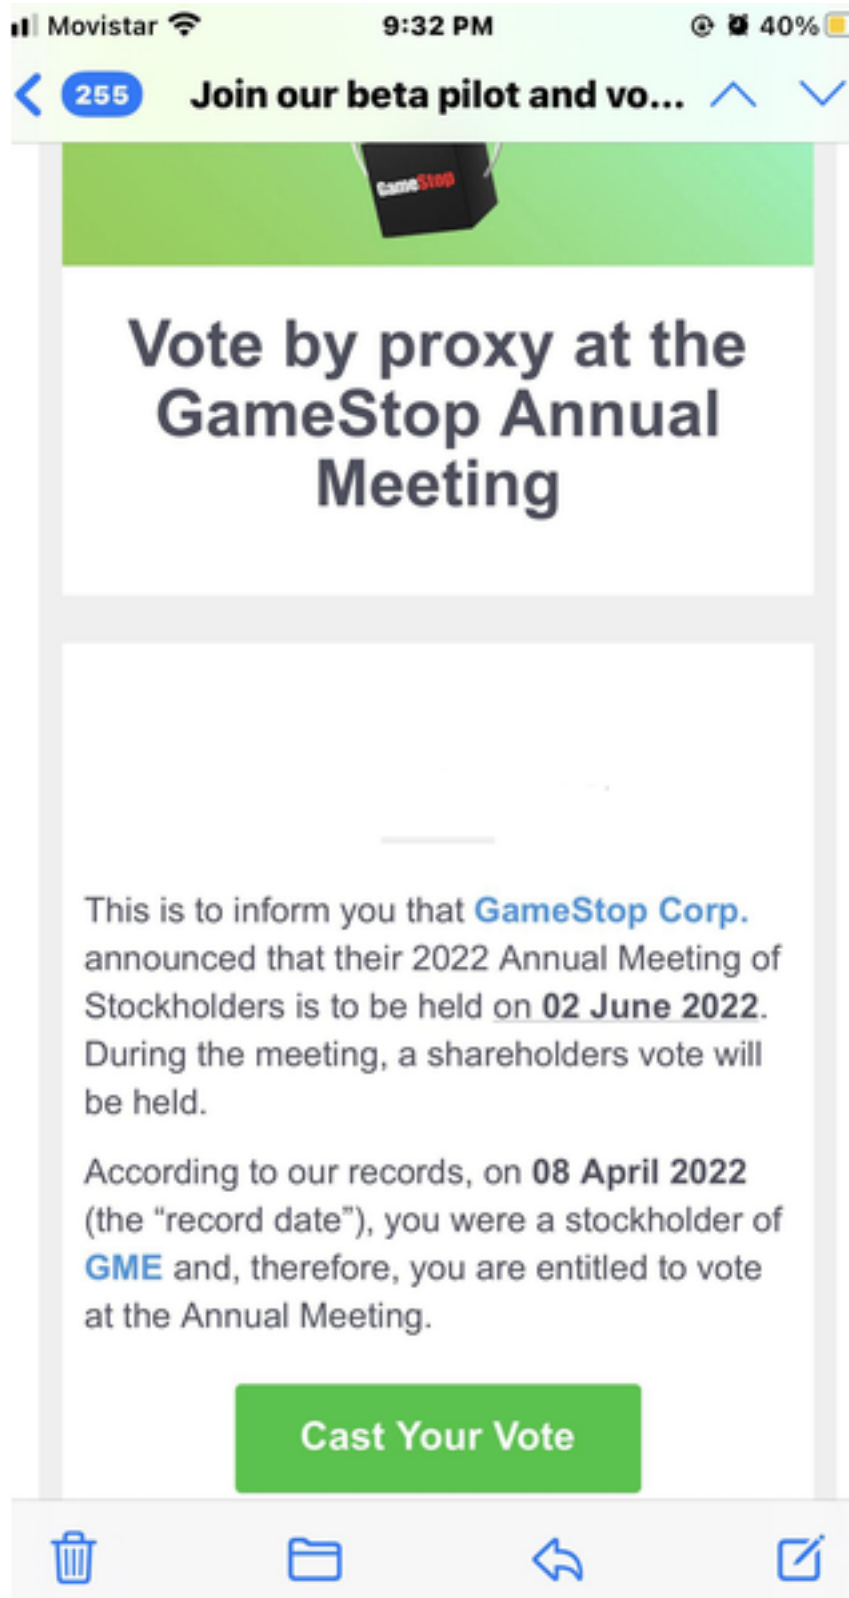 Movistar 9:32 PM 40%
255 Join our beta pilot and vo...
GameStop
Vote by proxy at the
GameStop Annual
Meeting
This is to inform you that GameStop Corp.
announced that their 2022 Annual Meeting of
Stockholders is to be held on 02 June 2022.
During the meeting, a shareholders vote will
be held.
According to our records, on 08 April 2022
(the “record date”), you were a stockholder of
GME and, therefore, you are entitled to vote
at the Annual Meeting.
Cast Your Vote